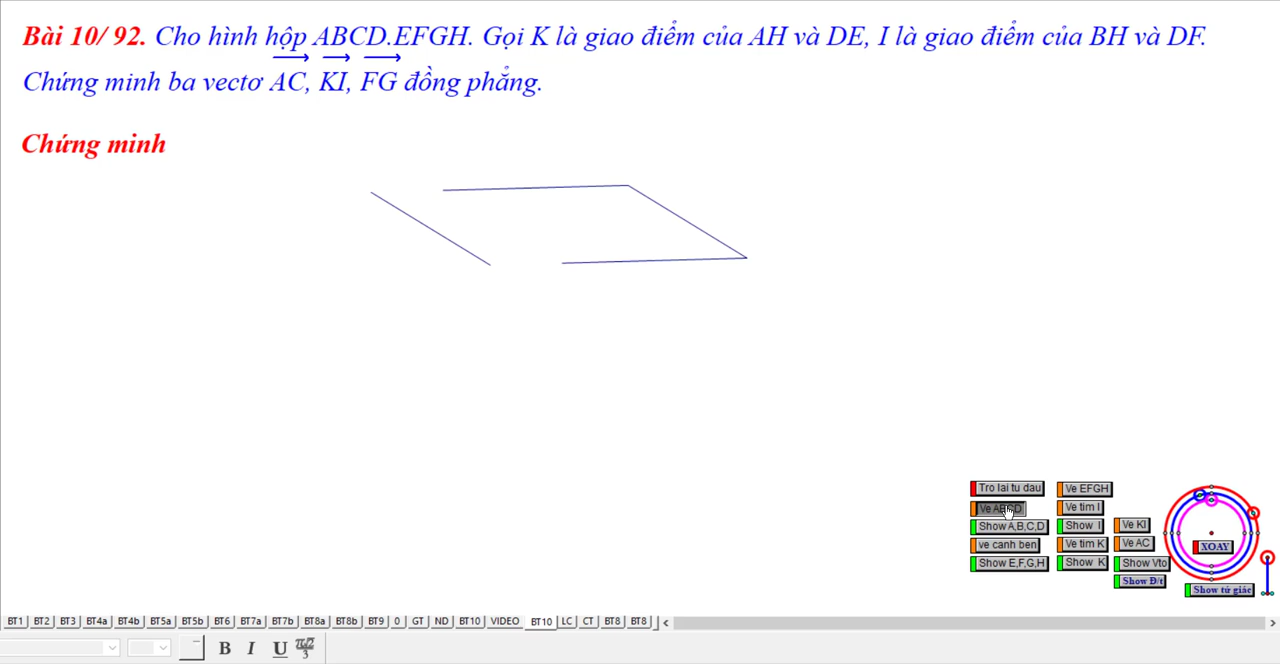 Bài 10/ 92. Cho hình hộp ABCD.EFGH. Gọi K là giao điểm của AH và DE, I là giao điểm của BH và DF.
Chứng minh ba vectơ AC, KI, FG đồng phẳng.
Chứng minh
Tro lai tu dau
Ve EFGH
Ve ABCD
Ve tim I
Show A,B,C,D
Show I
Ve KI
ve canh ben
Ve tim K
Ve AC
XOAY
Show E,F,G,H
Show K
Show Vto
Show Đ/t
Show tứ giác
BT1 BT2 BT3 BT4a BT4b BT5a BT5b BT6 BT7a BT7b BT8a BT8b BT9 0 GT ND BT10 VIDEO BT10 LC CT BT8 BT8
B I U